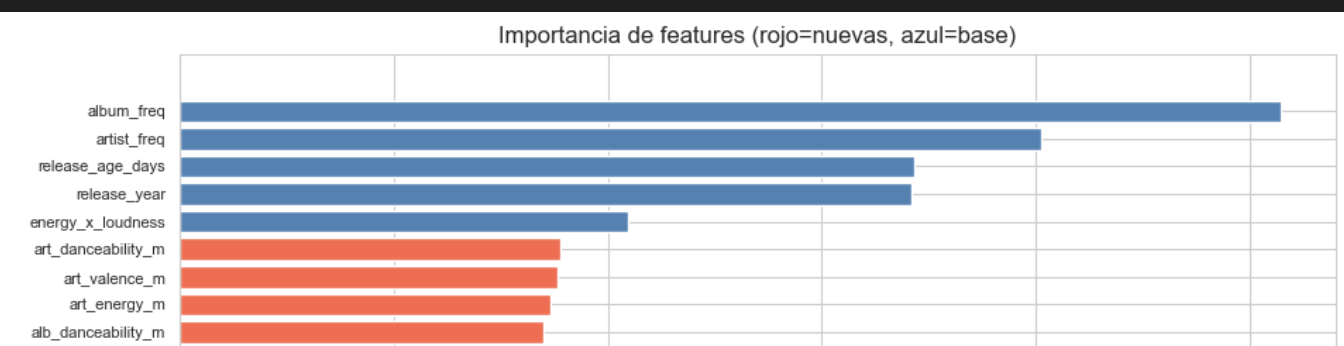 Importancia de features (rojo=nuevas, azul=base)
album_freq
artist_freq
release_age_days
release_year
energy_x_loudness
art_danceability_m
art_valence_m
art_energy_m
alb_danceability_m